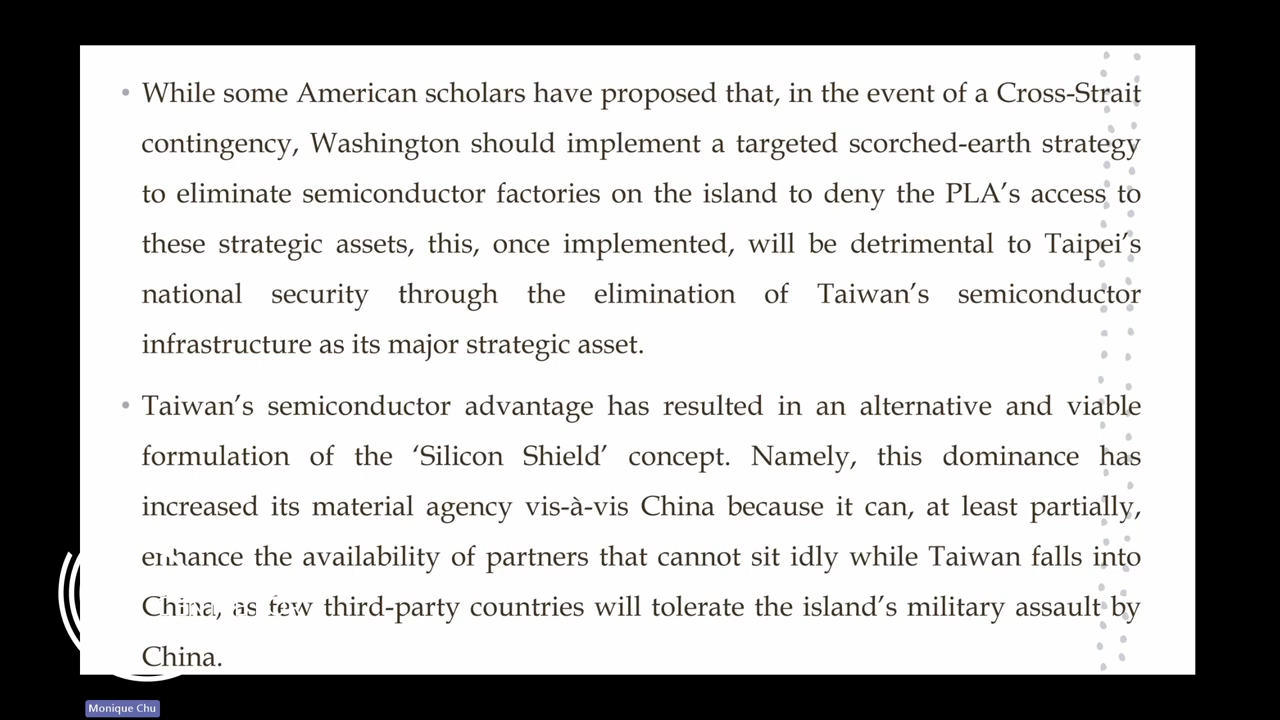 • While some American scholars have proposed that, in the event of a Cross-Strait
contingency, Washington should implement a targeted scorched-earth strategy
to eliminate semiconductor factories on the island to deny the PLA’s access to
these strategic assets, this, once implemented, will be detrimental to Taipei’s
national security through the elimination of Taiwan’s semiconductor
infrastructure as its major strategic asset.
• Taiwan’s semiconductor advantage has resulted in an alternative and viable
formulation of the ‘Silicon Shield’ concept. Namely, this dominance has
increased its material agency vis-à-vis China because it can, at least partially,
enhance the availability of partners that cannot sit idly while Taiwan falls into
China, as few third-party countries will tolerate the island’s military assault by
China.
Monique Chu